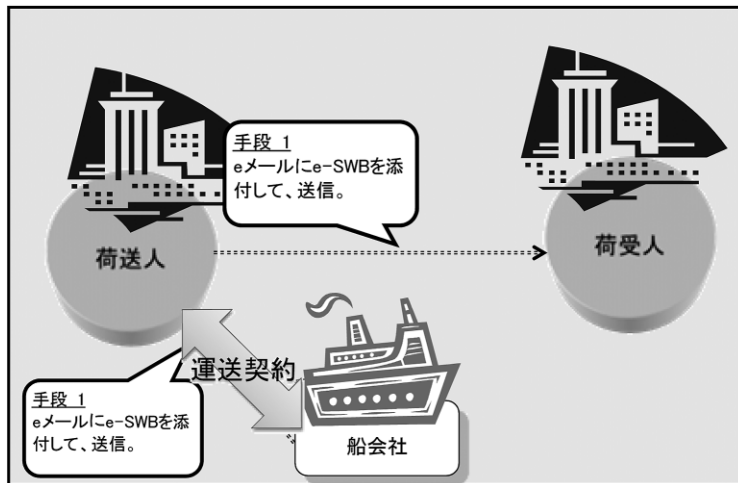 手段 1
eメールにe-SWBを添
付して、送信。
荷送人
荷受人
運送契約
手段 1
eメールにe-SWBを添
付して、送信。
船会社